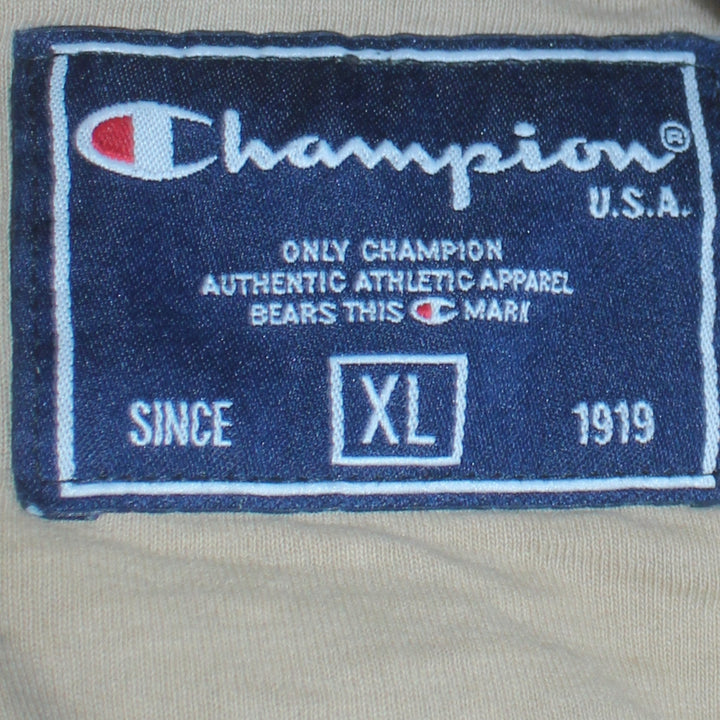 Champion®
U.S.A.
ONLY CHAMPION
AUTHENTIC ATHLETIC APPAREL
BEARS THIS C MARK
SINCE XL 1919